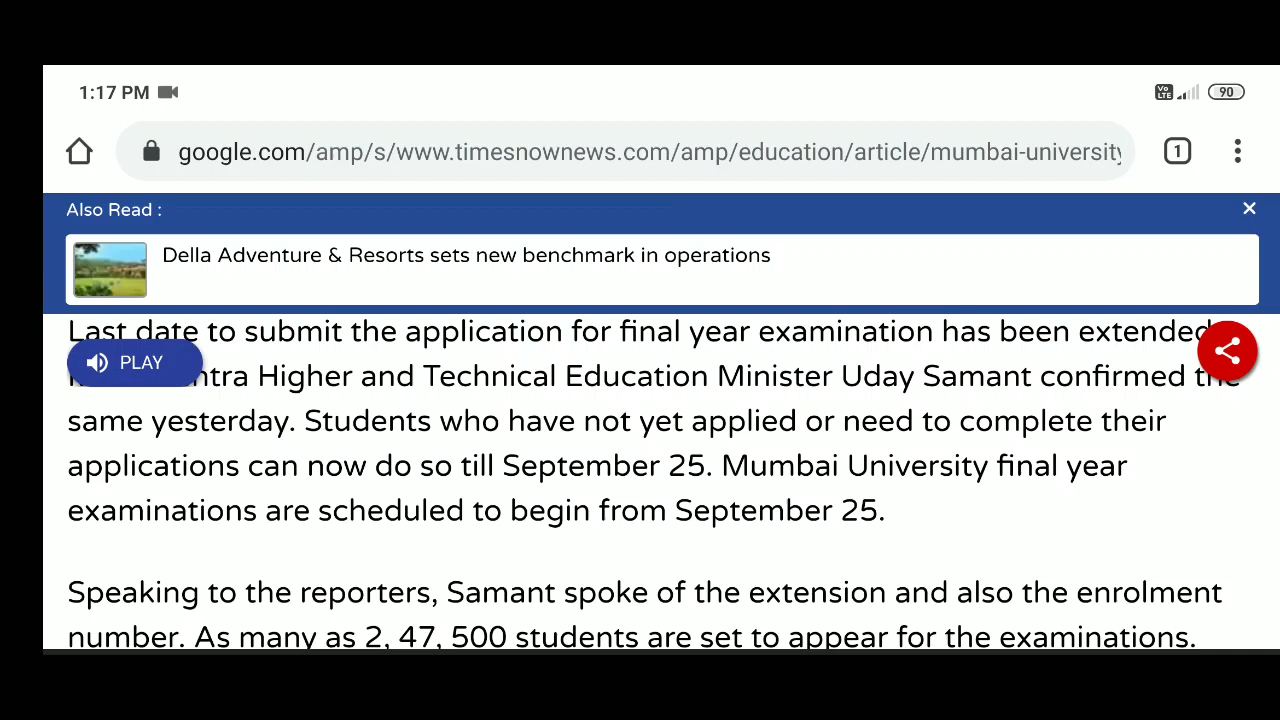 1:17 PM
Vo LTE
90
google.com/amp/s/www.timesnownews.com/amp/education/article/mumbai-university
1
Also Read :
Della Adventure & Resorts sets new benchmark in operations
Last date to submit the application for final year examination has been extended
PLAY
Higher and Technical Education Minister Uday Samant confirmed the
same yesterday. Students who have not yet applied or need to complete their
applications can now do so till September 25. Mumbai University final year
examinations are scheduled to begin from September 25.
Speaking to the reporters, Samant spoke of the extension and also the enrolment
number. As many as 2, 47, 500 students are set to appear for the examinations.